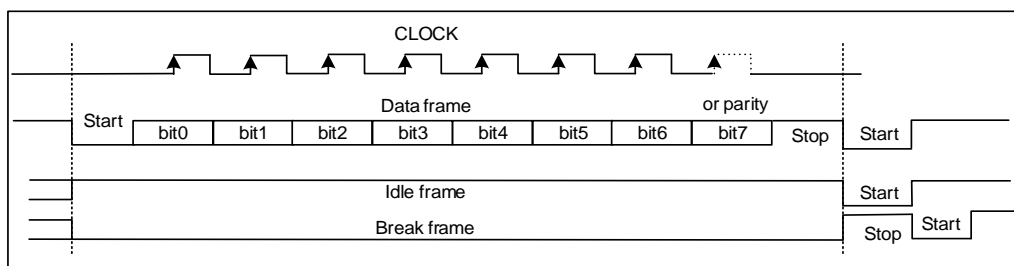 CLOCK
Data frame or parity
Start bit0 bit1 bit2 bit3 bit4 bit5 bit6 bit7 Stop Start
Idle frame Start
Break frame Stop Start